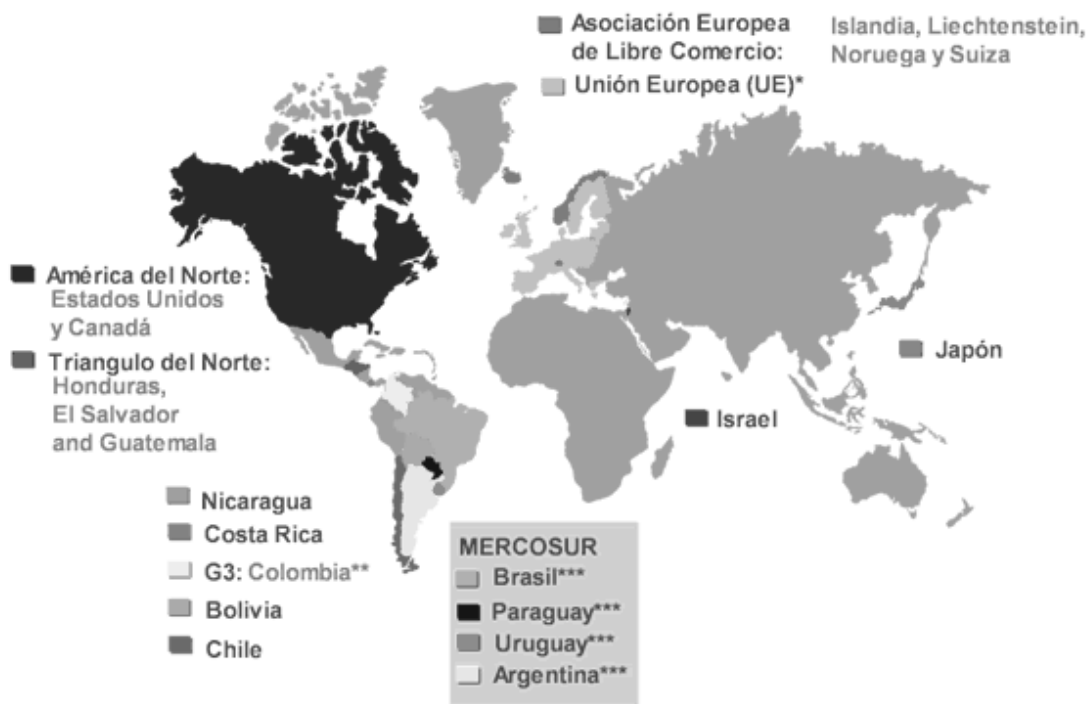 Asociación Europea
de Libre Comercio:
Islandia, Liechtenstein,
Noruega y Suiza
Unión Europea (UE)*
América del Norte:
Estados Unidos
y Canadá
Triangulo del Norte:
Honduras,
El Salvador
and Guatemala
Japón
Israel
Nicaragua
Costa Rica
G3: Colombia**
Bolivia
Chile
MERCOSUR
Brasil***
Paraguay***
Uruguay***
Argentina***